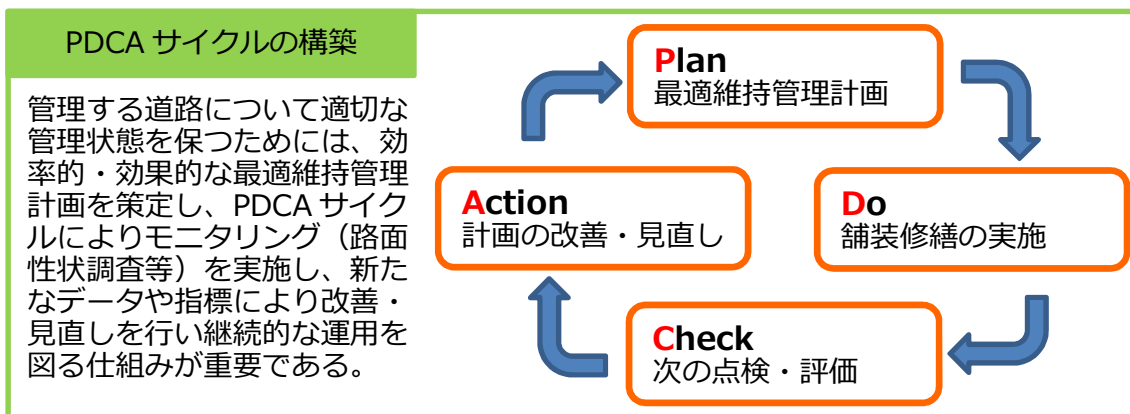 PDCA サイクルの構築
管理する道路について適切な
管理状態を保つためには、効
率的・効果的な最適維持管理
計画を策定し、PDCA サイク
ルによりモニタリング（路面
性状調査等）を実施し、新た
なデータや指標により改善・
見直しを行い継続的な運用を
図る仕組みが重要である。
Plan
最適維持管理計画
Do
舗装修繕の実施
Check
次の点検・評価
Action
計画の改善・見直し